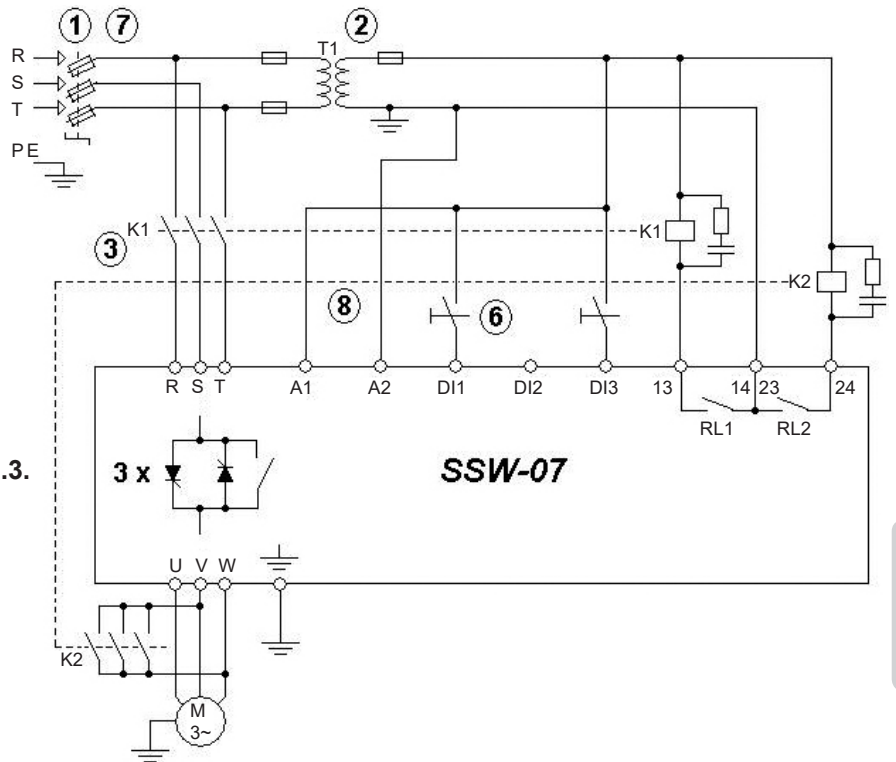 1 7 2
T1
R
S
T
PE
K1
3
K1
K2
8
6
R S T A1 A2 DI1 DI2 DI3 13 14 23 24
RL1 RL2
.3.
3 x
SSW-07
U V W
K2
M
3~